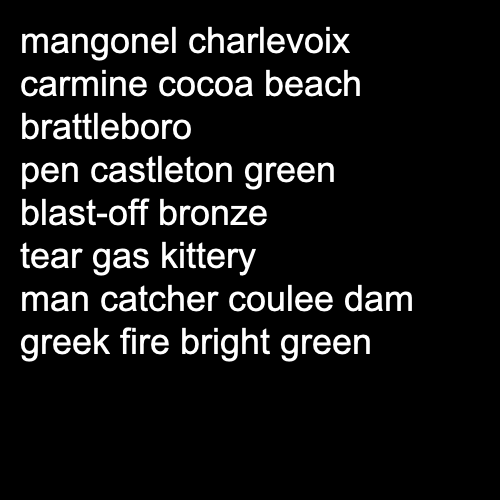 mangonel charlevoix
carmine cocoa beach
brattleboro
pen castleton green
blast-off bronze
tear gas kittery
man catcher coulee dam
greek fire bright green